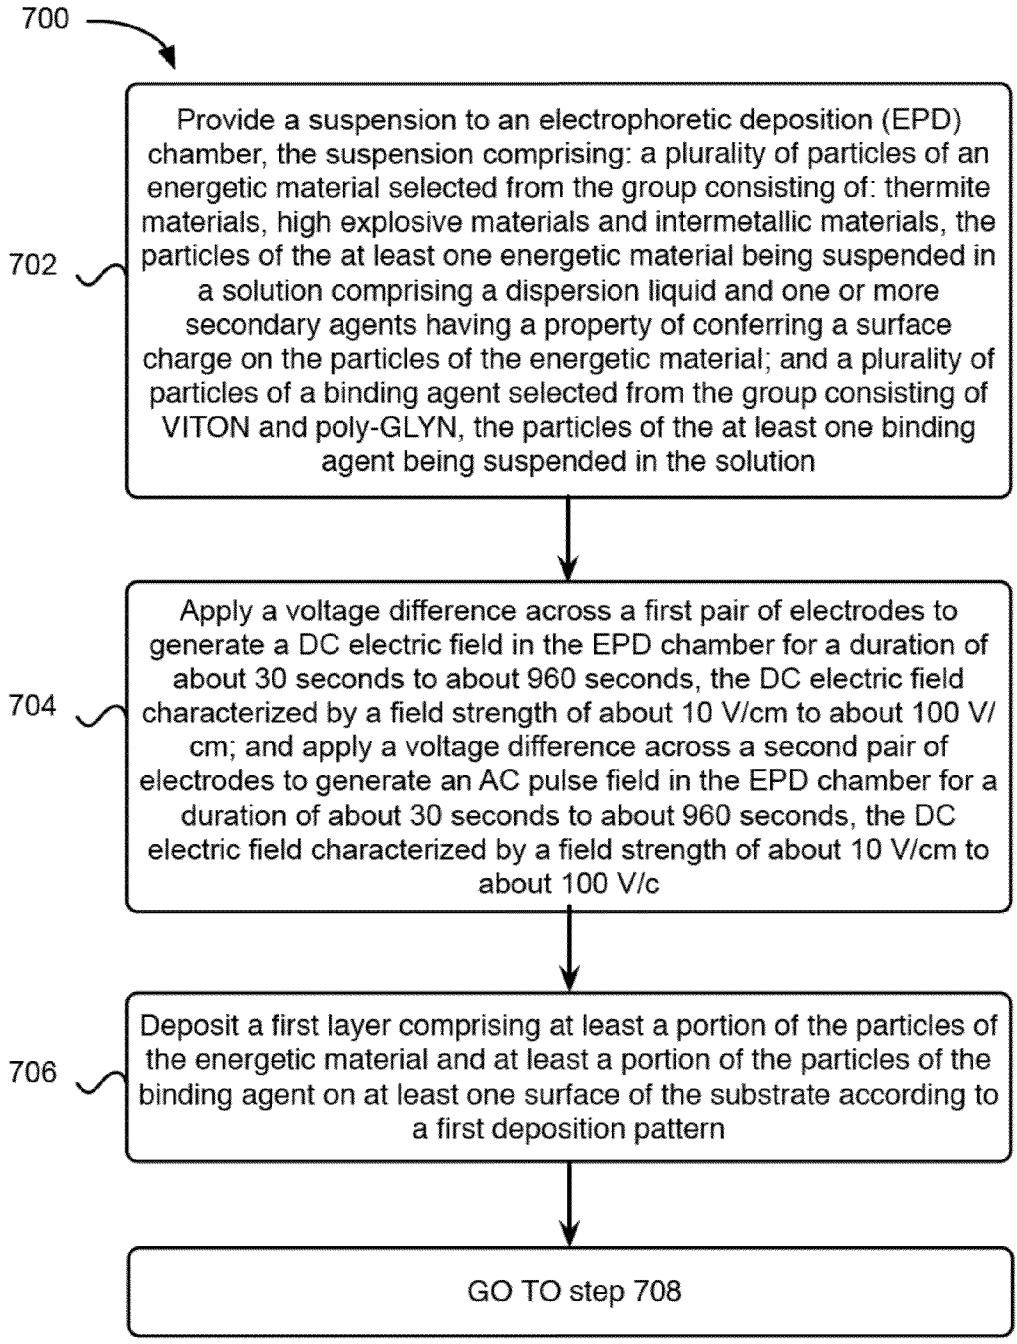 700
Provide a suspension to an electrophoretic deposition (EPD)
chamber, the suspension comprising: a plurality of particles of an
energetic material selected from the group consisting of: thermite
materials, high explosive materials and intermetallic materials, the
702
particles of the at least one energetic material being suspended in
a solution comprising a dispersion liquid and one or more
secondary agents having a property of conferring a surface
charge on the particles of the energetic material; and a plurality of
particles of a binding agent selected from the group consisting of
VITON and poly-GLYN, the particles of the at least one binding
agent being suspended in the solution
Apply a voltage difference across a first pair of electrodes to
generate a DC electric field in the EPD chamber for a duration of
about 30 seconds to about 960 seconds, the DC electric field
704
characterized by a field strength of about 10 V/cm to about 100 V/
cm; and apply a voltage difference across a second pair of
electrodes to generate an AC pulse field in the EPD chamber for a
duration of about 30 seconds to about 960 seconds, the DC
electric field characterized by a field strength of about 10 V/cm to
about 100 V/c
Deposit a first layer comprising at least a portion of the particles of
the energetic material and at least a portion of the particles of the
706
binding agent on at least one surface of the substrate according to
a first deposition pattern
GO TO step 708